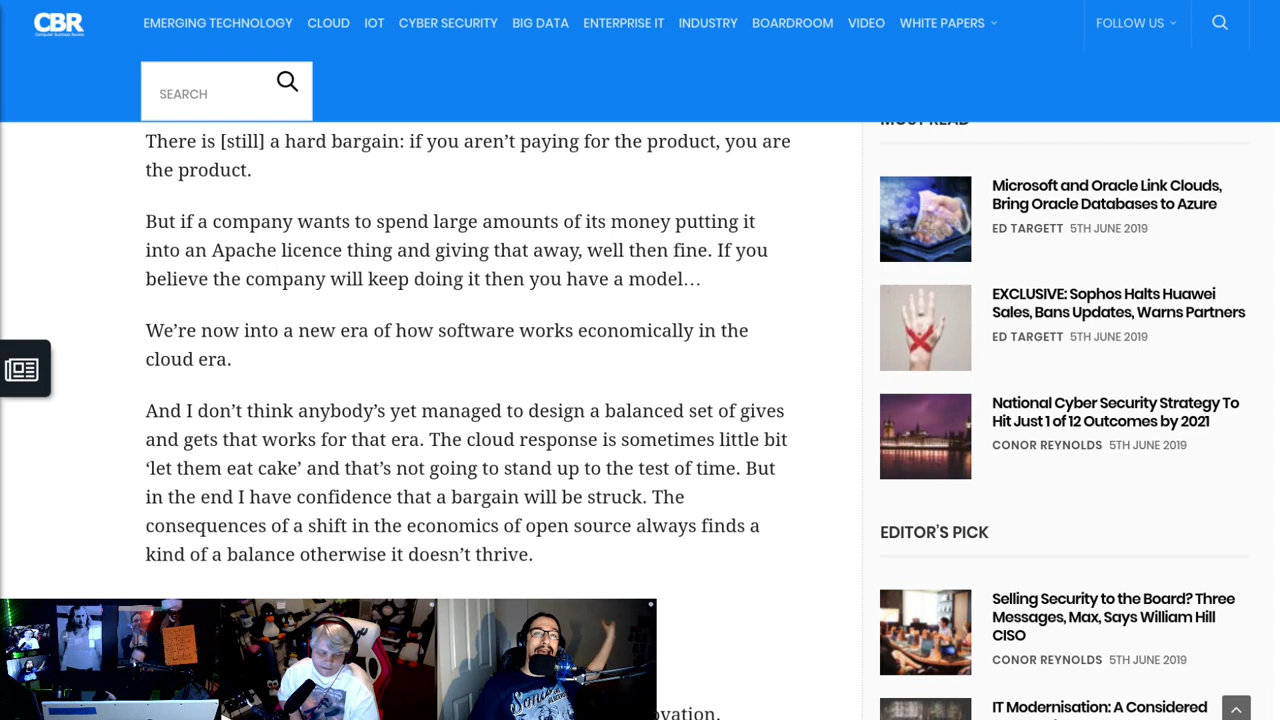 CBR
Computer Business Review
EMERGING TECHNOLOGY CLOUD IOT CYBER SECURITY BIG DATA ENTERPRISE IT INDUSTRY BOARDROOM VIDEO WHITE PAPERS FOLLOW US
SEARCH
There is [still] a hard bargain: if you aren’t paying for the product, you are
the product.
But if a company wants to spend large amounts of its money putting it
into an Apache licence thing and giving that away, well then fine. If you
believe the company will keep doing it then you have a model…
We’re now into a new era of how software works economically in the
cloud era.
And I don’t think anybody’s yet managed to design a balanced set of gives
and gets that works for that era. The cloud response is sometimes little bit
‘let them eat cake’ and that’s not going to stand up to the test of time. But
in the end I have confidence that a bargain will be struck. The
consequences of a shift in the economics of open source always finds a
kind of a balance otherwise it doesn’t thrive.
MOST READ
Microsoft and Oracle Link Clouds,
Bring Oracle Databases to Azure
ED TARGETT 5TH JUNE 2019
EXCLUSIVE: Sophos Halts Huawei
Sales, Bans Updates, Warns Partners
ED TARGETT 5TH JUNE 2019
National Cyber Security Strategy To
Hit Just 1 of 12 Outcomes by 2021
CONOR REYNOLDS 5TH JUNE 2019
EDITOR’S PICK
Selling Security to the Board? Three
Messages, Max, Says William Hill
CISO
CONOR REYNOLDS 5TH JUNE 2019
IT Modernisation: A Considered